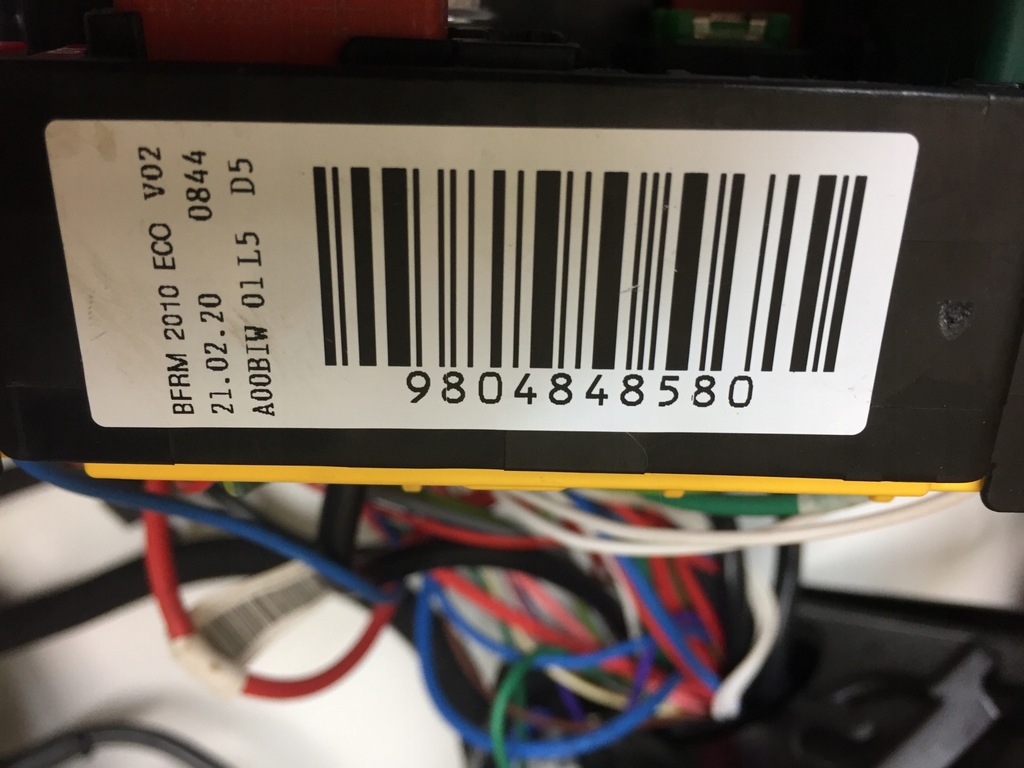 BFRM 2010 ECO V02
21.02.20 0844
A00BIW 01 L5 D5
9804848580